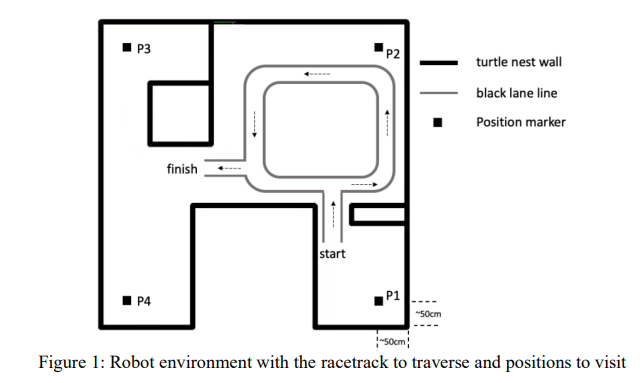 P3
P2
turtle nest wall
black lane line
Position marker
finish
start
P4
P1
~50cm
~50cm
Figure 1: Robot environment with the racetrack to traverse and positions to visit